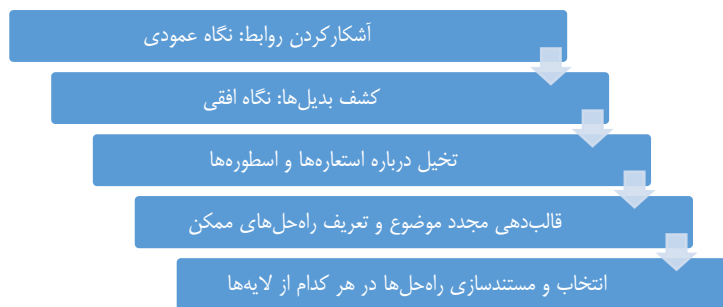 آشکارکردن روابط: نگاه عمودی
کشف بدیل‌ها: نگاه افقی
تخیل درباره استعاره‌ها و اسطوره‌ها
قالب‌دهی مجدد موضوع و تعریف راه‌حل‌های ممکن
انتخاب و مستندسازی راه‌حل‌ها در هر کدام از لایه‌ها